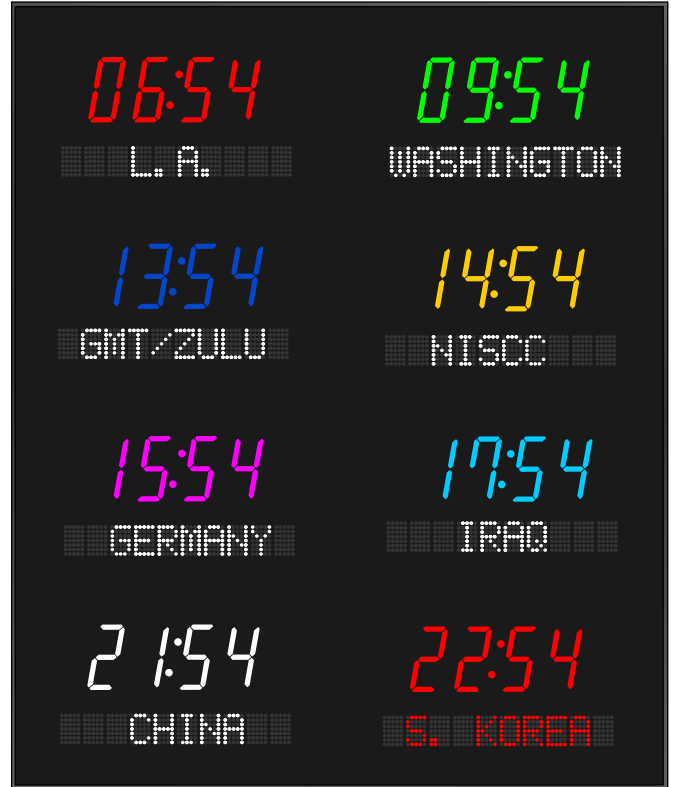 06:54 09:54
L.A. WASHINGTON
13:54 14:54
GMT/ZULU NISCC
15:54 17:54
GERMANY IRAQ
21:54 22:54
CHINA S. KOREA